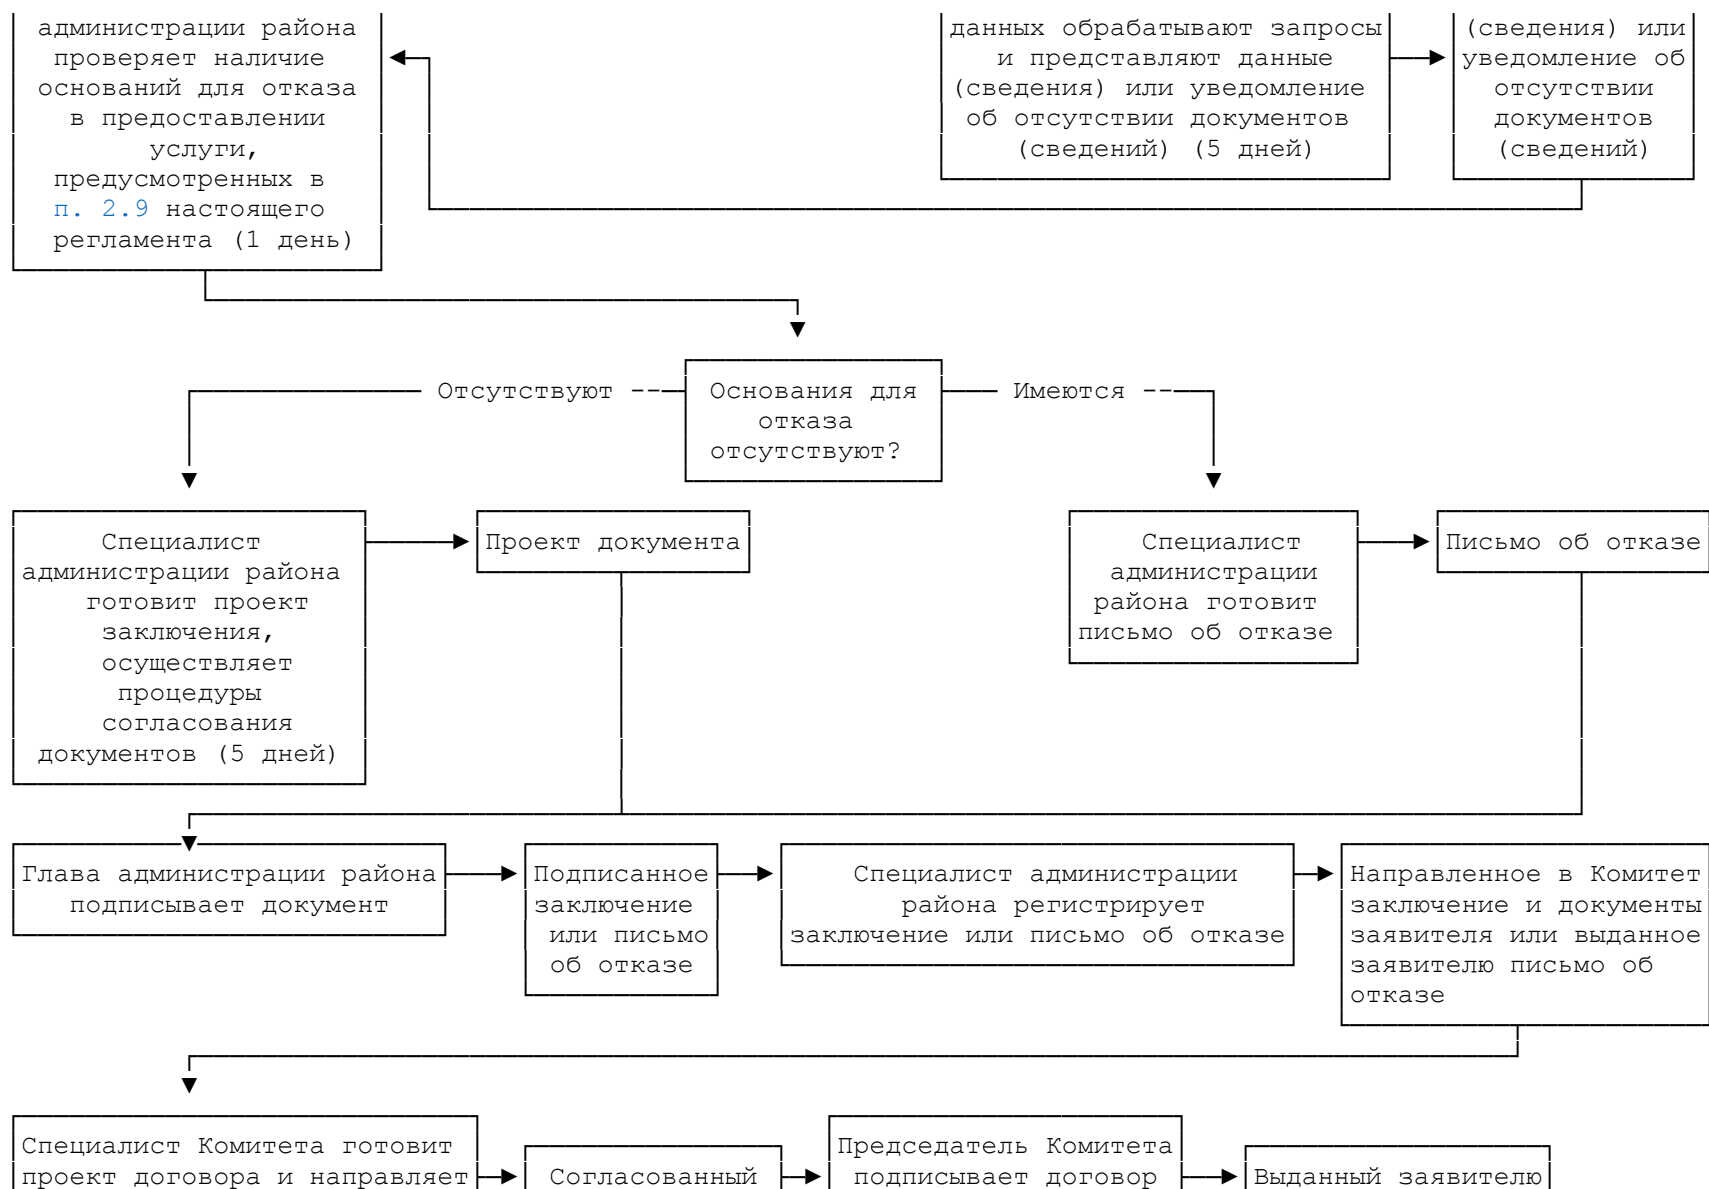 администрации района
проверяет наличие
оснований для отказа
в предоставлении
услуги,
предусмотренных в
п. 2.9 настоящего
регламента (1 день)
данных обрабатывают запросы
и представляют данные
(сведения) или уведомление
об отсутствии документов
(сведений) (5 дней)
(сведения) или
уведомление об
отсутствии
документов
(сведений)
Отсутствуют --
Основания для
отказа
отсутствуют?
Имеются --
Специалист
администрации района
готовит проект
заключения,
осуществляет
процедуры
согласования
документов (5 дней)
Проект документа
Специалист
администрации
района готовит
письмо об отказе
Письмо об отказе
Глава администрации района
подписывает документ
Подписанное
заключение
или письмо
об отказе
Специалист администрации
района регистрирует
заключение или письмо об отказе
Направленное в Комитет
заключение и документы
заявителя или выданное
заявителю письмо об
отказе
Специалист Комитета готовит
проект договора и направляет
Согласованный
Председатель Комитета
подписывает договор
Выданный заявителю